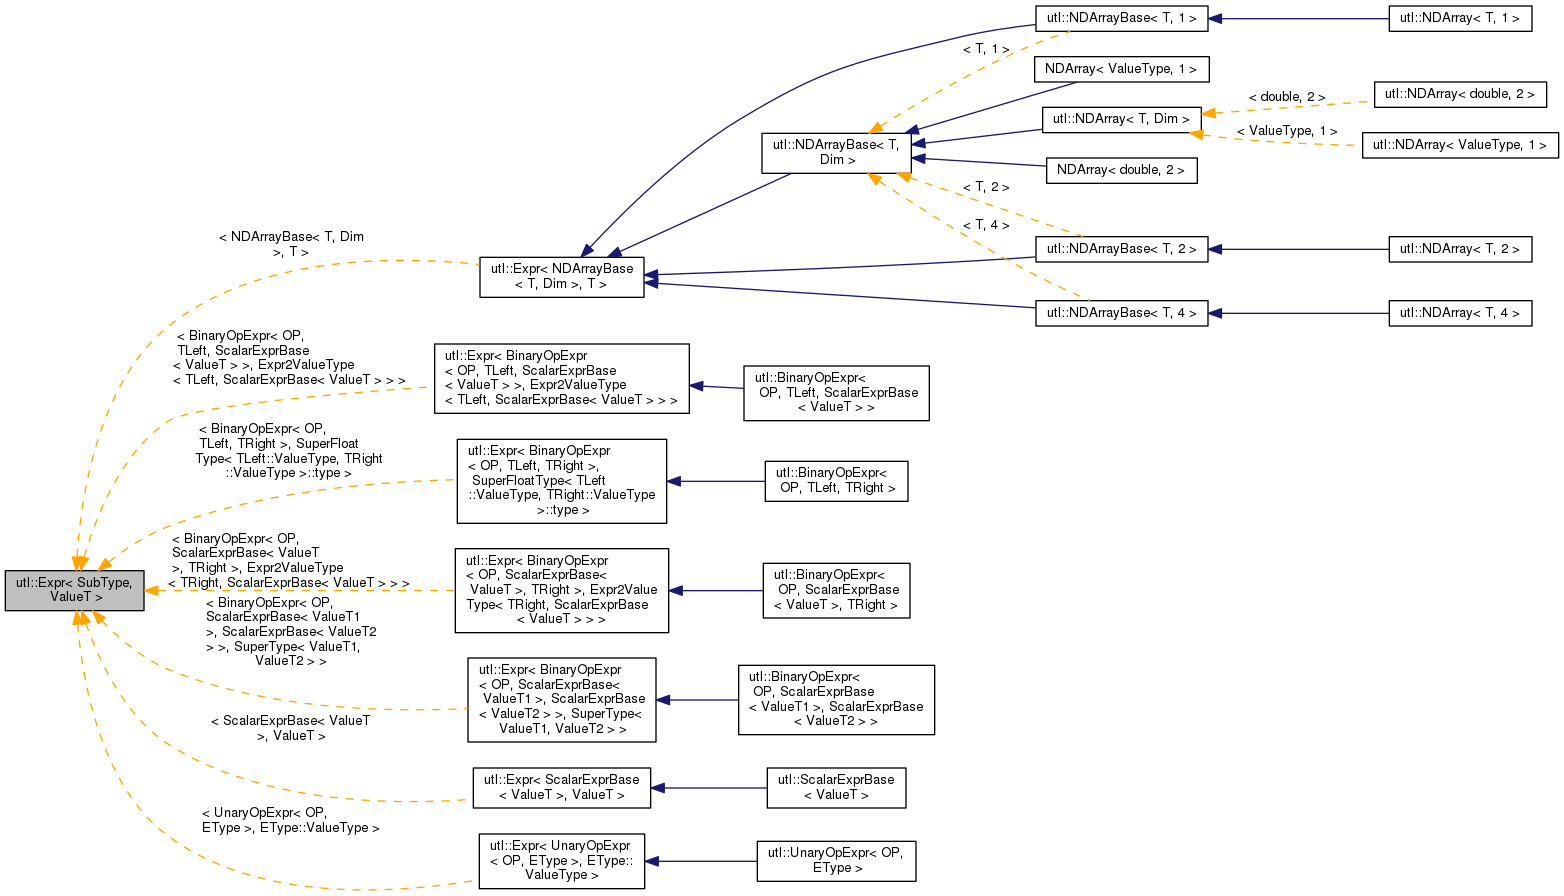 utl::NDArrayBase< T, 1 >
utl::NDArray< T, 1 >
< T, 1 >
NDArray< ValueType, 1 >
< double, 2 >
utl::NDArray< double, 2 >
utl::NDArray< T, Dim >
< ValueType, 1 >
utl::NDArray< ValueType, 1 >
utl::NDArrayBase< T,
Dim >
NDArray< double, 2 >
< T, 2 >
< T, 4 >
utl::NDArrayBase< T, 2 >
utl::NDArray< T, 2 >
< NDArrayBase< T, Dim
>, T >
utl::Expr< NDArrayBase
< T, Dim >, T >
utl::NDArrayBase< T, 4 >
utl::NDArray< T, 4 >
< BinaryOpExpr< OP,
TLeft, ScalarExprBase
< ValueT > >, Expr2ValueType
< TLeft, ScalarExprBase< ValueT > > >
utl::Expr< BinaryOpExpr
< OP, TLeft, ScalarExprBase
< ValueT > >, Expr2ValueType
< TLeft, ScalarExprBase< ValueT > > >
utl::BinaryOpExpr<
OP, TLeft, ScalarExprBase
< ValueT > >
< BinaryOpExpr< OP,
TLeft, TRight >, SuperFloat
Type< TLeft::ValueType, TRight
::ValueType >::type >
utl::Expr< BinaryOpExpr
< OP, TLeft, TRight >,
SuperFloatType< TLeft
::ValueType, TRight::ValueType
>::type >
utl::BinaryOpExpr<
OP, TLeft, TRight >
utl::Expr< SubType,
ValueT >
< BinaryOpExpr< OP,
ScalarExprBase< ValueT
>, TRight >, Expr2ValueType
< TRight, ScalarExprBase< ValueT > > >
utl::Expr< BinaryOpExpr
< OP, ScalarExprBase<
ValueT >, TRight >, Expr2Value
Type< TRight, ScalarExprBase
< ValueT > > >
utl::BinaryOpExpr<
OP, ScalarExprBase
< ValueT >, TRight >
< BinaryOpExpr< OP,
ScalarExprBase< ValueT1
>, ScalarExprBase< ValueT2
> >, SuperType< ValueT1,
ValueT2 > >
utl::Expr< BinaryOpExpr
< OP, ScalarExprBase<
ValueT1 >, ScalarExprBase
< ValueT2 > >, SuperType<
ValueT1, ValueT2 > >
utl::BinaryOpExpr<
OP, ScalarExprBase
< ValueT1 >, ScalarExprBase
< ValueT2 > >
< ScalarExprBase< ValueT
>, ValueT >
utl::Expr< ScalarExprBase
< ValueT >, ValueT >
utl::ScalarExprBase
< ValueT >
< UnaryOpExpr< OP,
EType >, EType::ValueType >
utl::Expr< UnaryOpExpr
< OP, EType >, EType::
ValueType >
utl::UnaryOpExpr< OP,
EType >